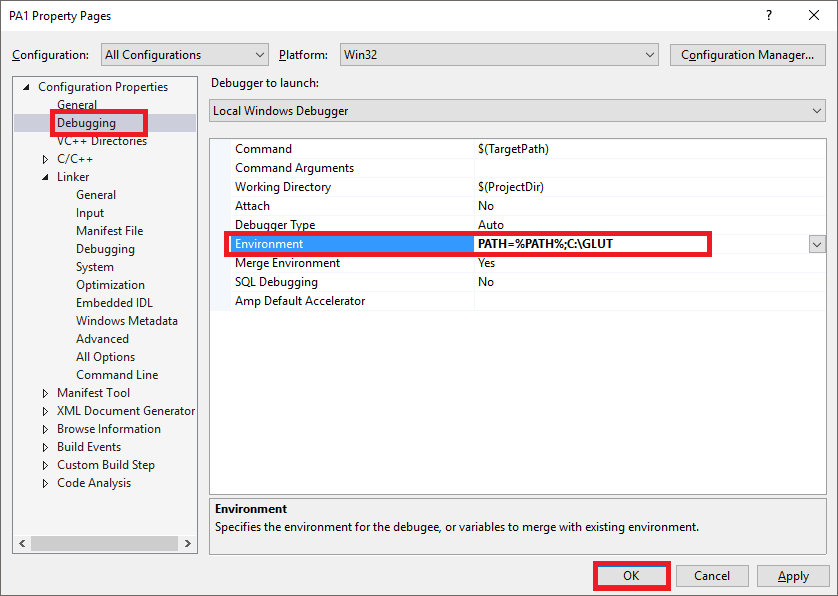 PA1 Property Pages
Configuration: All Configurations Platform: Win32 Configuration Manager...
Configuration Properties
General
Debugging
VC++ Directories
C/C++
Linker
General
Input
Manifest File
Debugging
System
Optimization
Embedded IDL
Windows Metadata
Advanced
All Options
Command Line
Manifest Tool
XML Document Generator
Browse Information
Build Events
Custom Build Step
Code Analysis
Debugger to launch:
Local Windows Debugger
Command $(TargetPath)
Command Arguments
Working Directory $(ProjectDir)
Attach No
Debugger Type Auto
Environment PATH=%PATH%;C:\GLUT
Merge Environment Yes
SQL Debugging No
Amp Default Accelerator
Environment
Specifies the environment for the debugee, or variables to merge with existing environment.
OK Cancel Apply